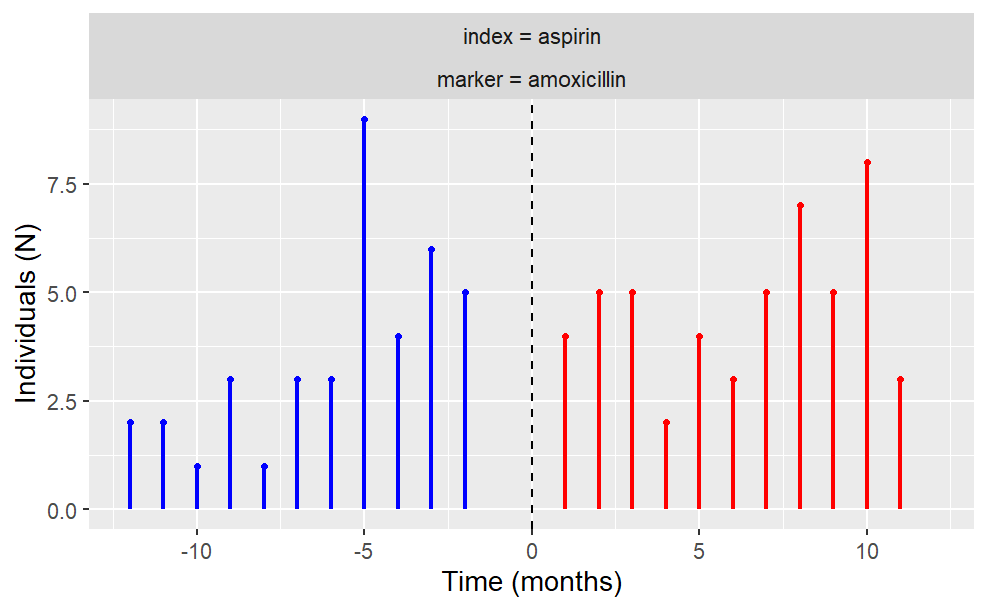 index = aspirin
marker = amoxicillin
Individuals (N)
7.5
5.0
2.5
0.0
-10
-5
0
5
10
Time (months)